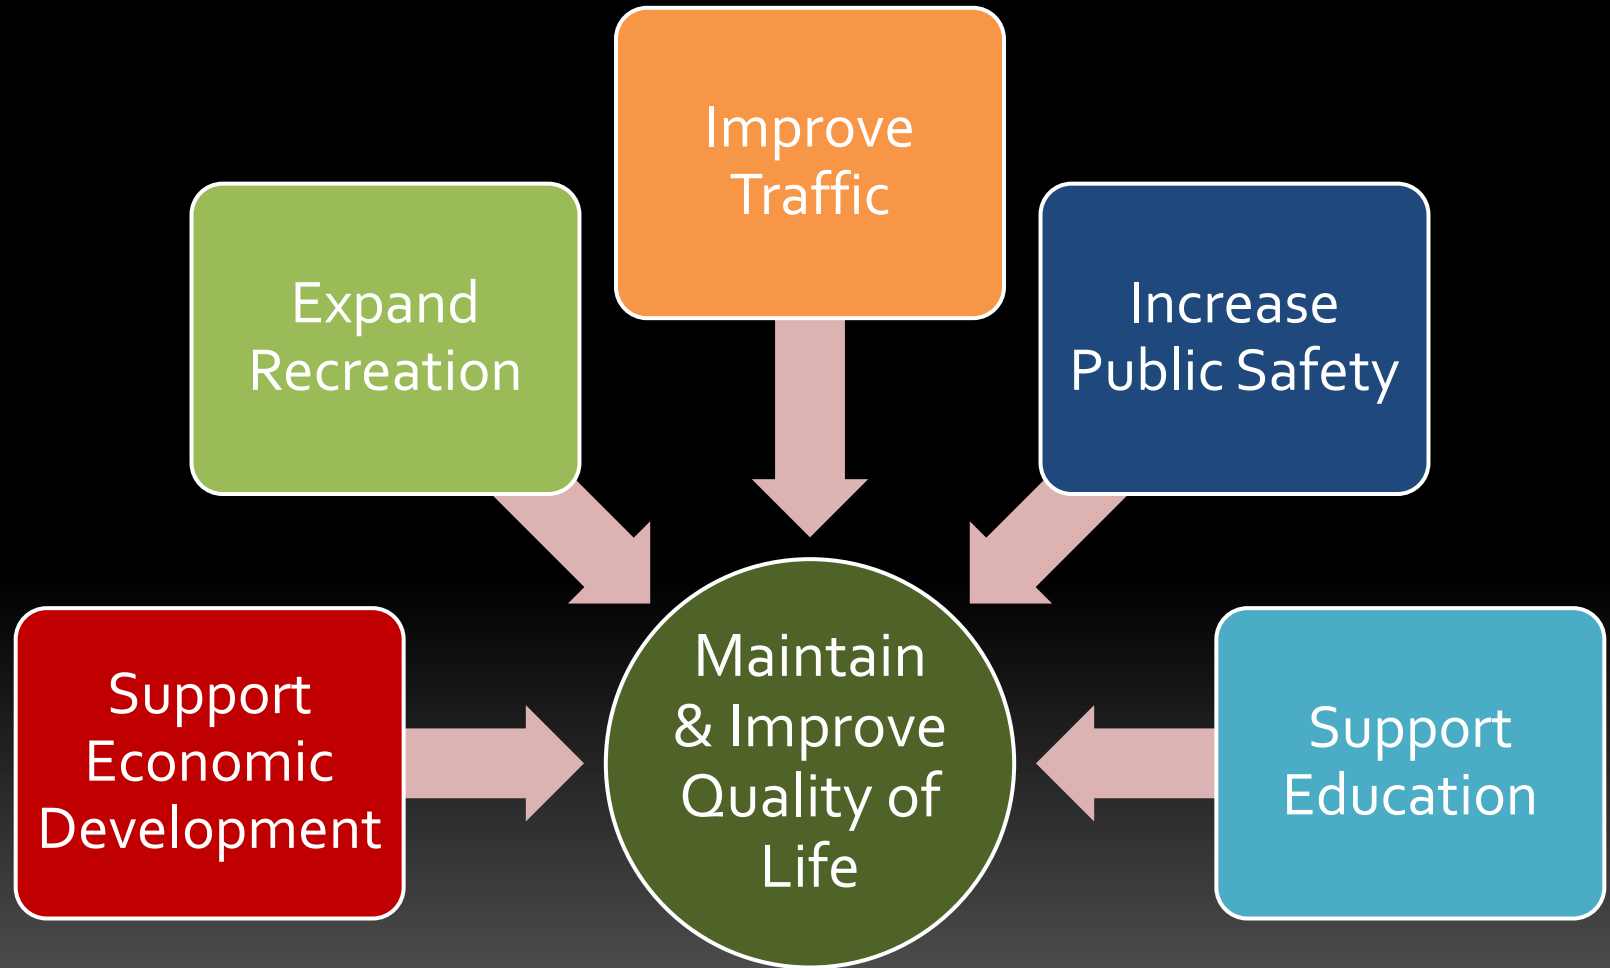 Improve
Traffic
Expand
Recreation
Increase
Public Safety
Support
Economic
Development
Maintain
& Improve
Quality of
Life
Support
Education